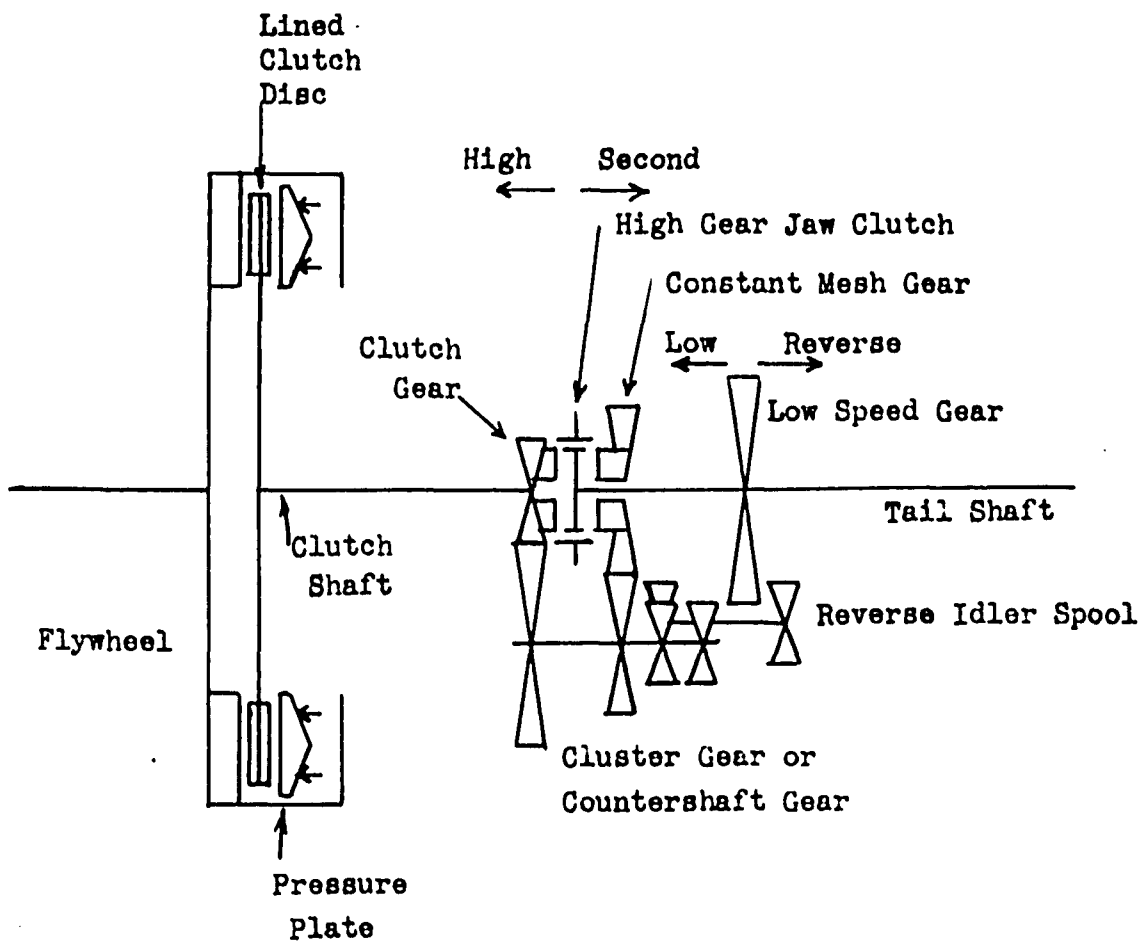 Lined
Clutch
Disc
High Second
High Gear Jaw Clutch
Constant Mesh Gear
Clutch
Gear
Low Reverse
Low Speed Gear
Tail Shaft
Clutch
Shaft
Flywheel
Reverse Idler Spool
Cluster Gear or
Countershaft Gear
Pressure
Plate